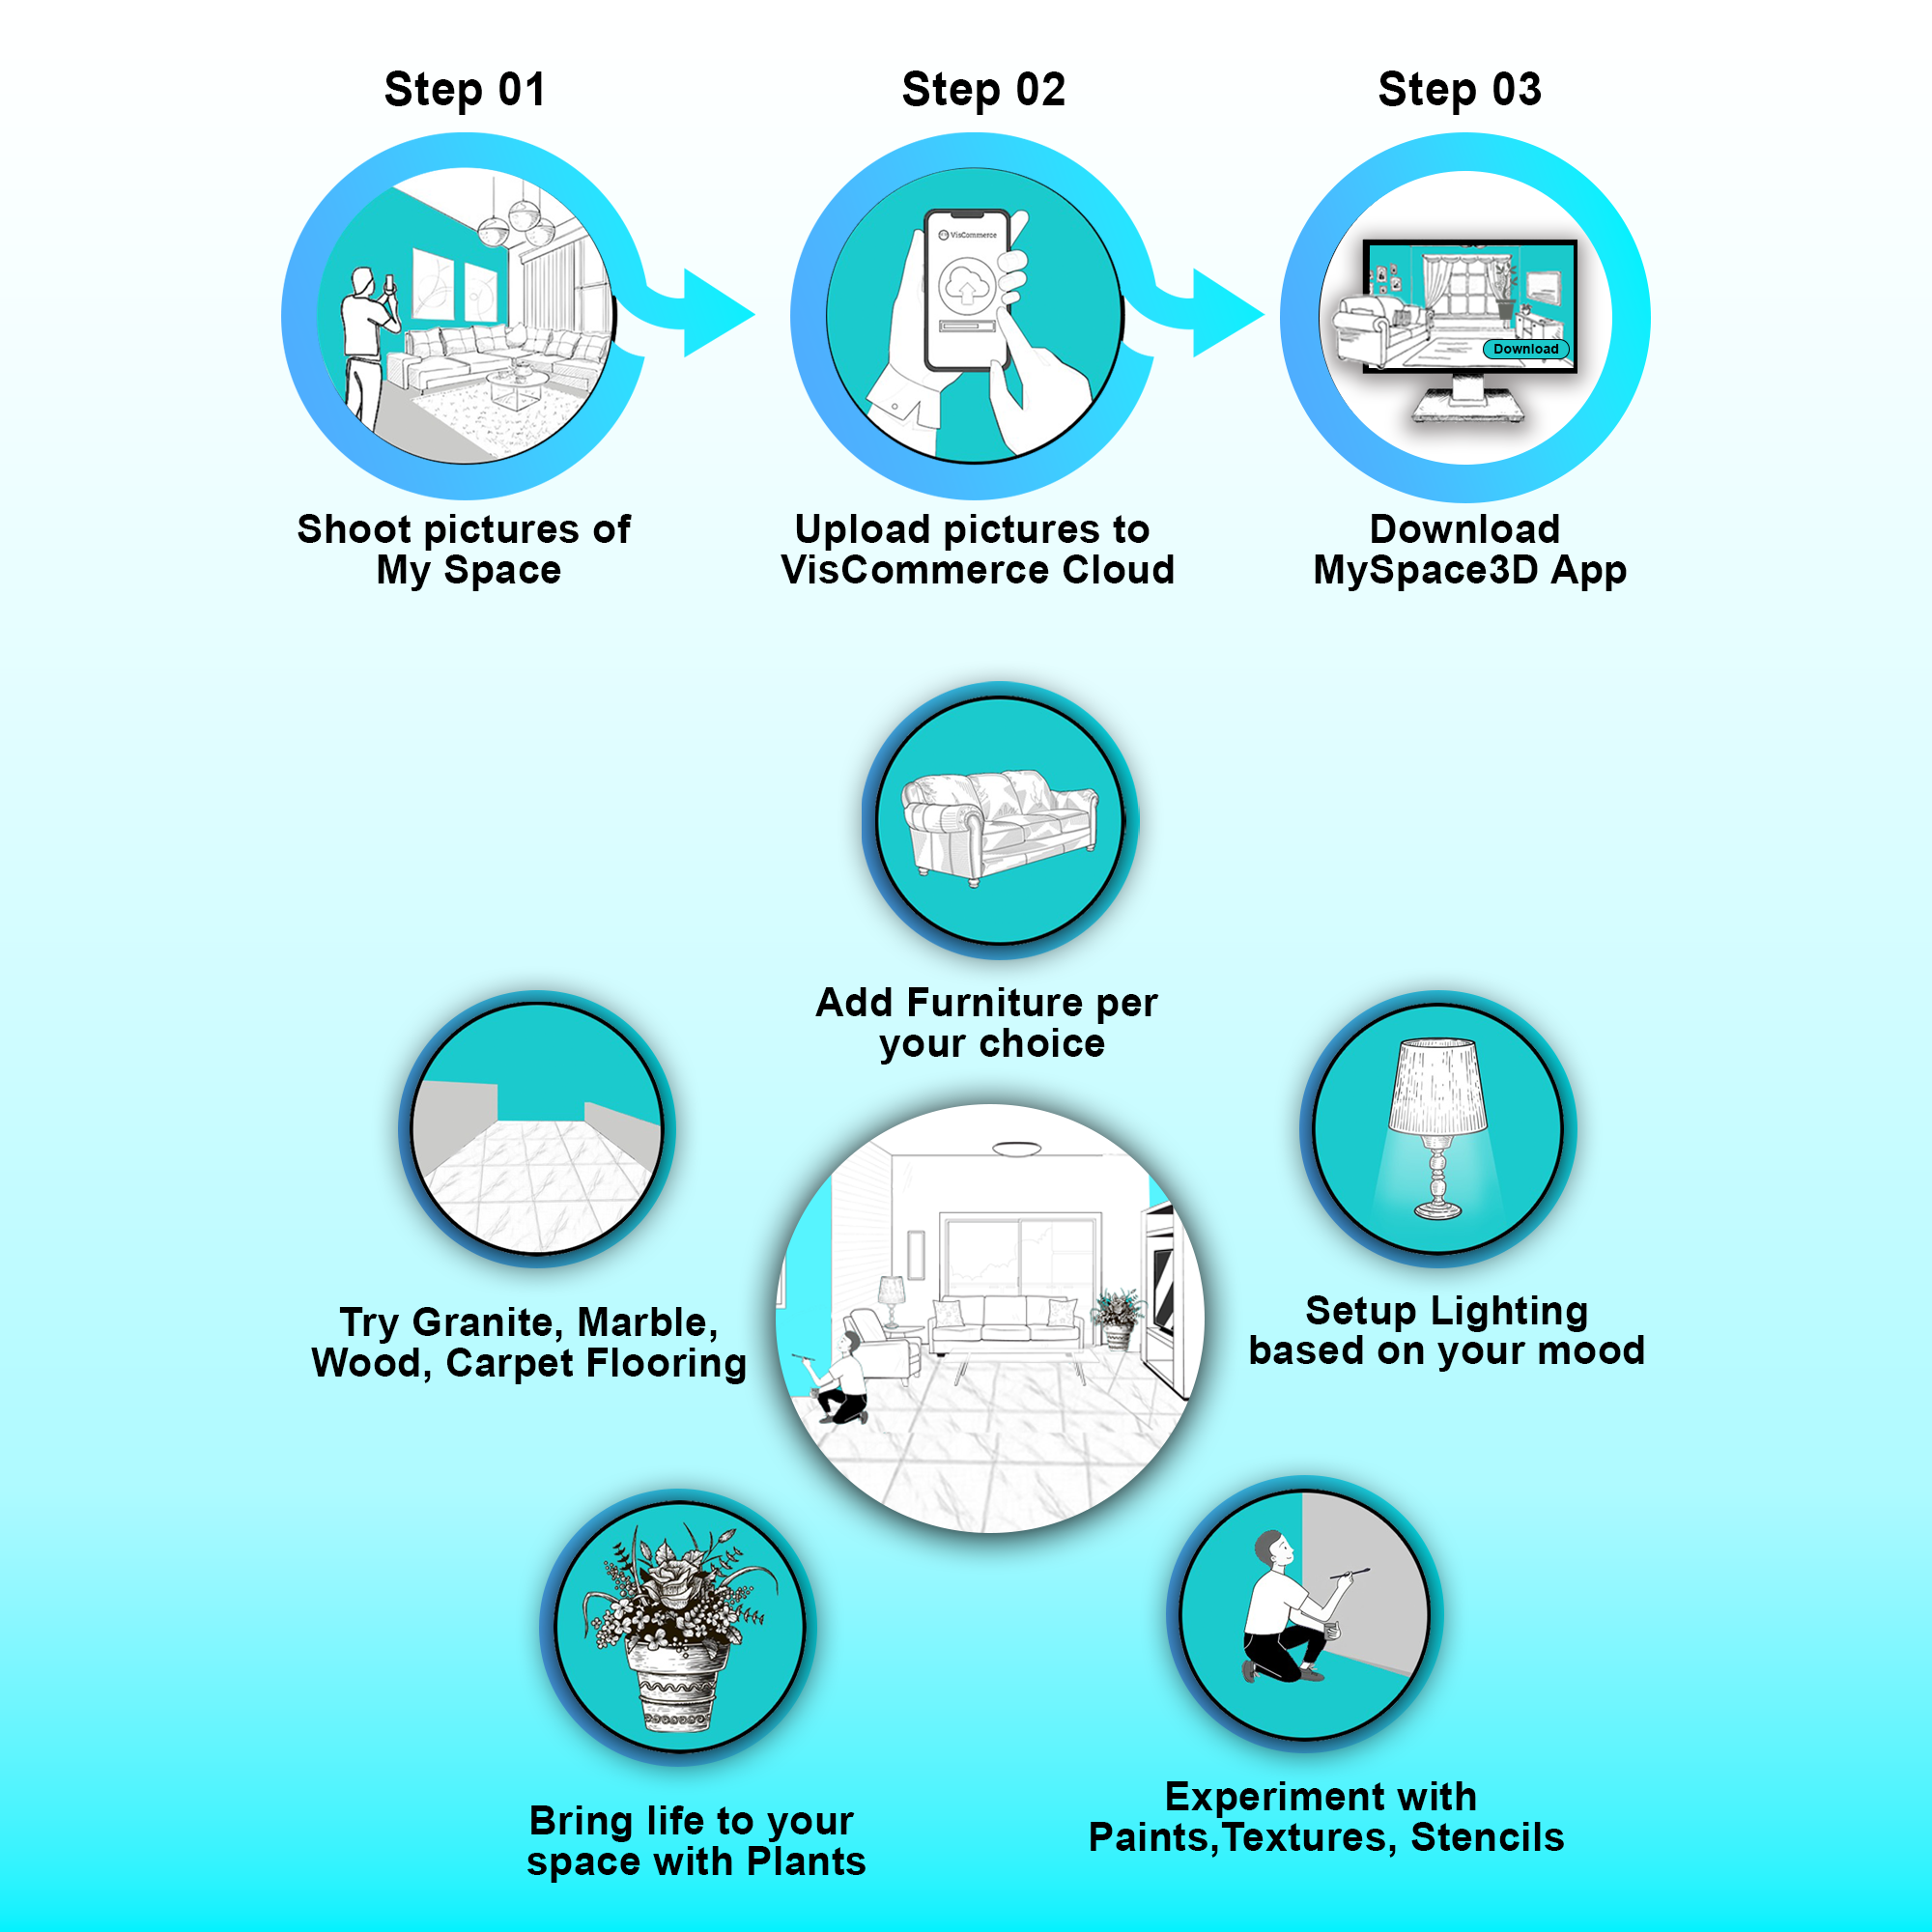 Step 01
Step 02
Step 03
VisCommerce
Download
Shoot pictures of
My Space
Upload pictures to
VisCommerce Cloud
Download
MySpace3D App
Add Furniture per
your choice
Try Granite, Marble,
Wood, Carpet Flooring
Setup Lighting
based on your mood
Bring life to your
space with Plants
Experiment with
Paints,Textures, Stencils